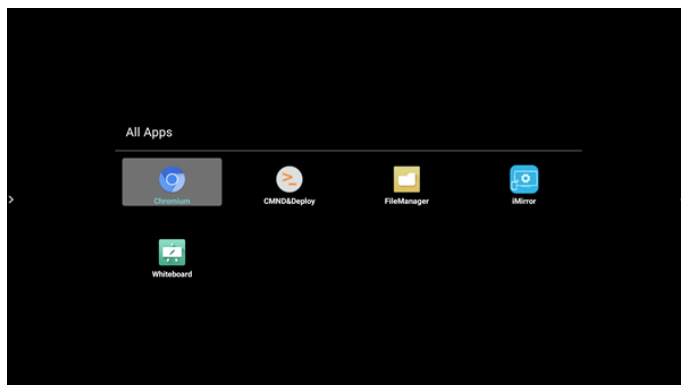 All Apps
Chromium
CMND&Deploy
FileManager
iMirror
Whiteboard